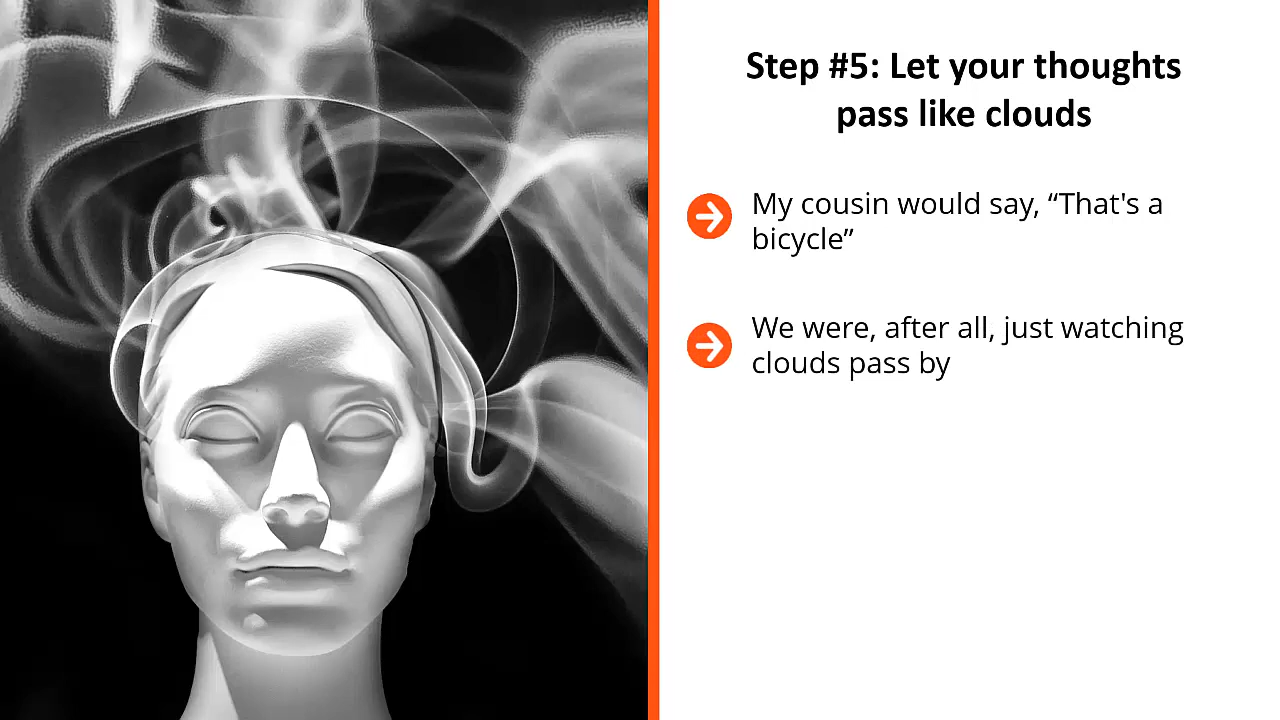 Step #5: Let your thoughts
pass like clouds
My cousin would say, “That's a
bicycle”
We were, after all, just watching
clouds pass by